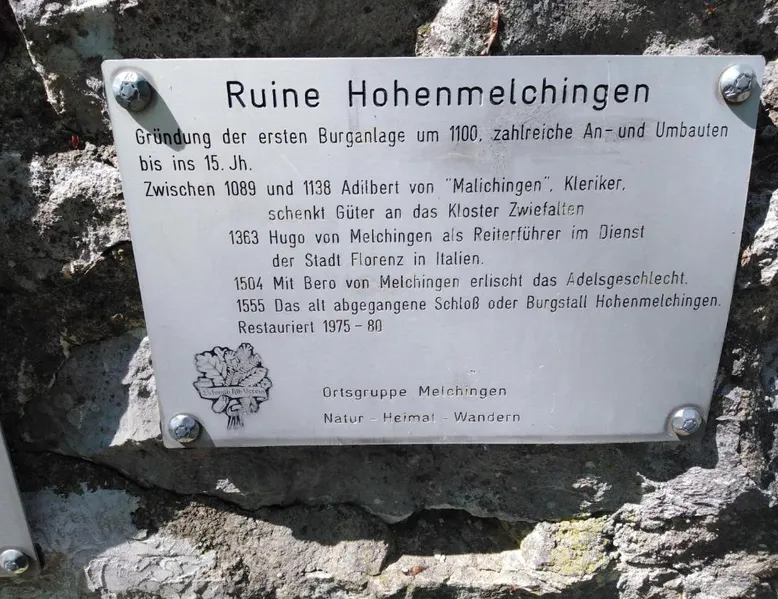 Ruine Hohenmelchingen
Gründung der ersten Burganlage um 1100, zahlreiche An- und Umbauten
bis ins 15. Jh.
Zwischen 1089 und 1138 Adilbert von "Malichingen", Kleriker,
schenkt Güter an das Kloster Zwiefalten
1363 Hugo von Melchingen als Reiterführer im Dienst
der Stadt Florenz in Italien.
1504 Mit Bero von Melchingen erlischt das Adelsgeschlecht.
1555 Das alt abgegangene Schloß oder Burgstall Hohenmelchingen.
Restauriert 1975 - 80
Ortsgruppe Melchingen
Natur - Heimat - Wandern